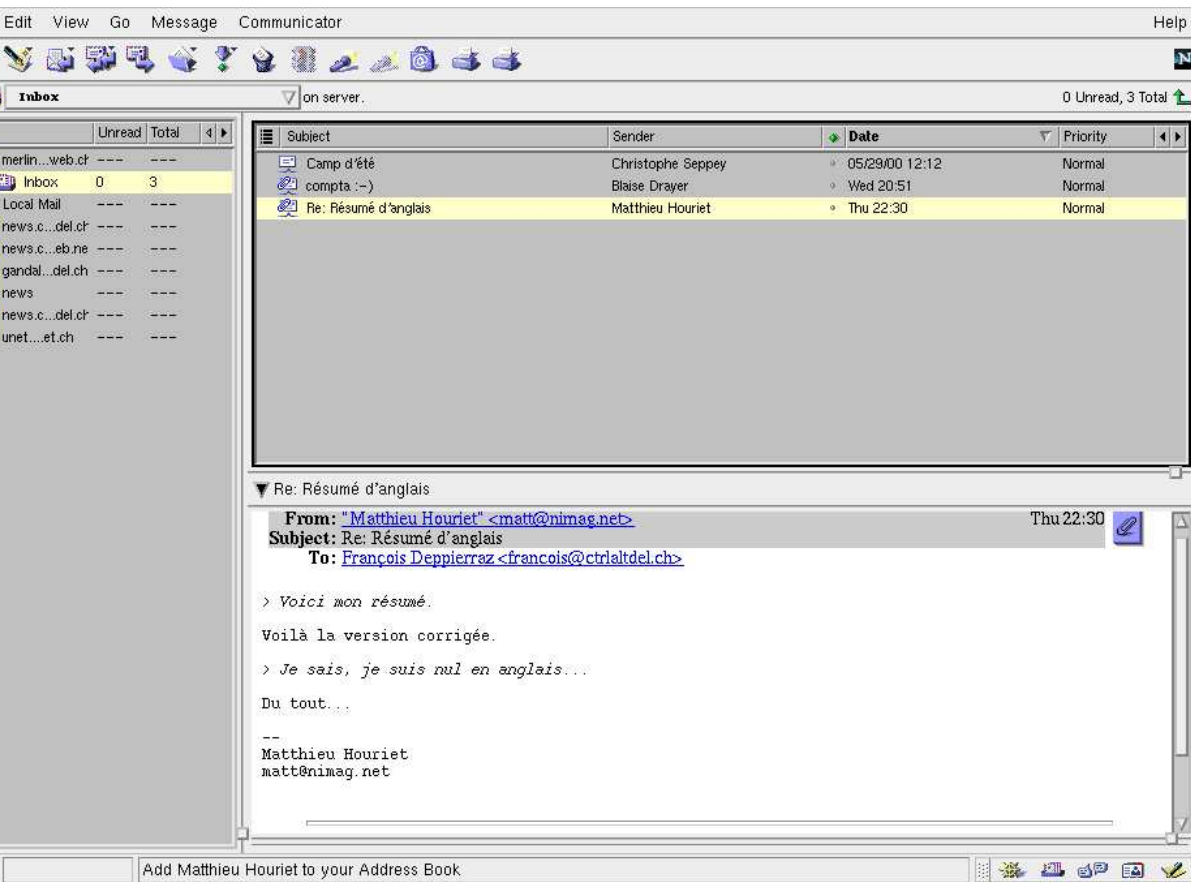 Edit View Go Message Communicator Help
Inbox on server. 0 Unread, 3 Total
Unread Total
merlin...web.ch --- ---
Inbox 0 3
Local Mail --- ---
news.c...del.ch --- ---
news.c...eb.ne --- ---
gandal...del.ch --- ---
news --- ---
news.c...del.ch --- ---
unet....et.ch --- ---
Subject Sender Date Priority
Camp d'été Christophe Seppey 05/29/00 12:12 Normal
compta :-) Blaise Drayer Wed 20:51 Normal
Re: Résumé d'anglais Matthieu Houriet Thu 22:30 Normal
Re: Résumé d'anglais
From: "Matthieu Houriet" <matt@nimag.net> Thu 22:30
Subject: Re: Résumé d'anglais
To: François Deppierraz <francois@ctrlaltdel.ch>
> Voici mon résumé.
Voilà la version corrigée.
> Je sais, je suis nul en anglais...
Du tout...
--
Matthieu Houriet
matt@nimag.net
Add Matthieu Houriet to your Address Book